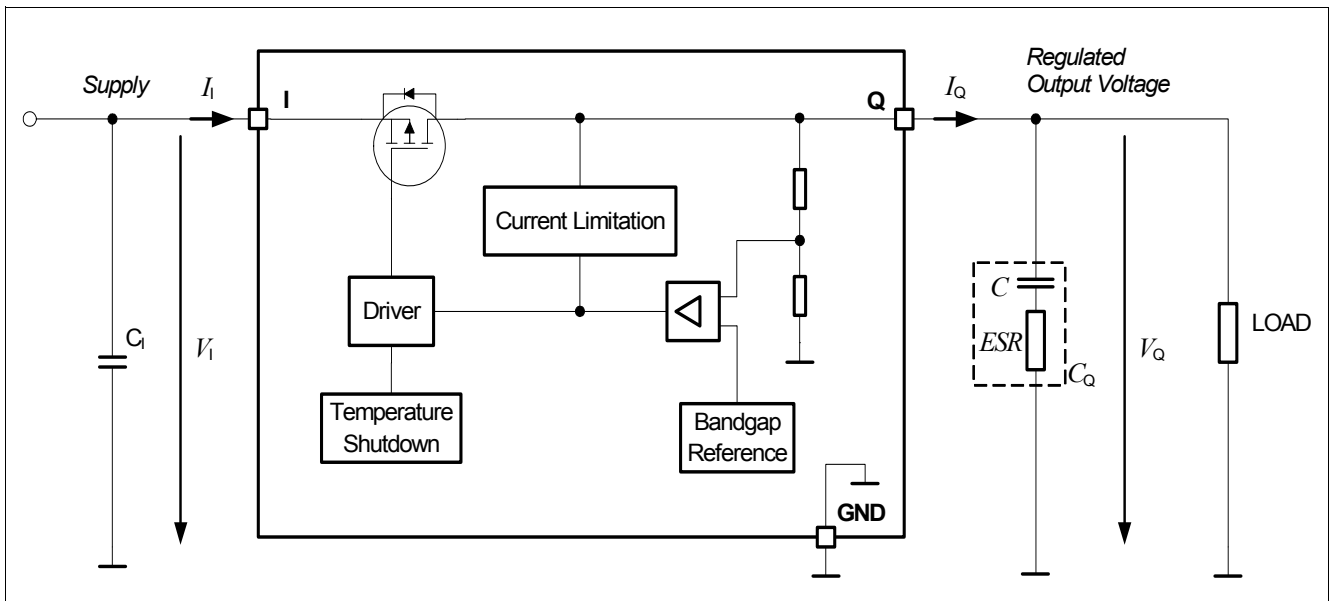 Supply
I_I
I
Q
I_Q
Regulated
Output Voltage
Current Limitation
Driver
Temperature
Shutdown
Bandgap
Reference
GND
C_I
V_I
C
ESR
C_Q
V_Q
LOAD